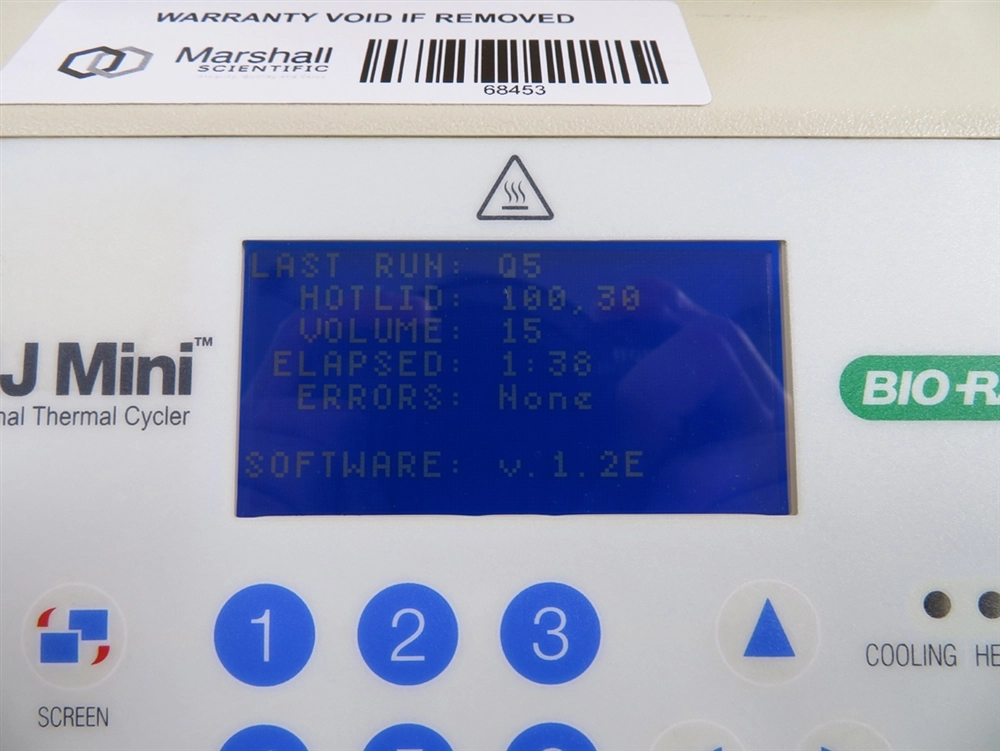 WARRANTY VOID IF REMOVED
Marshall
SCIENTIFIC
68453
LAST RUN: Q5
HOTLID: 100,30
VOLUME: 15
ELAPSED: 1:38
ERRORS: None
SOFTWARE: v.1.2E
J Mini™
nal Thermal Cycler
BIO-RA
1 2 3
COOLING HE
SCREEN